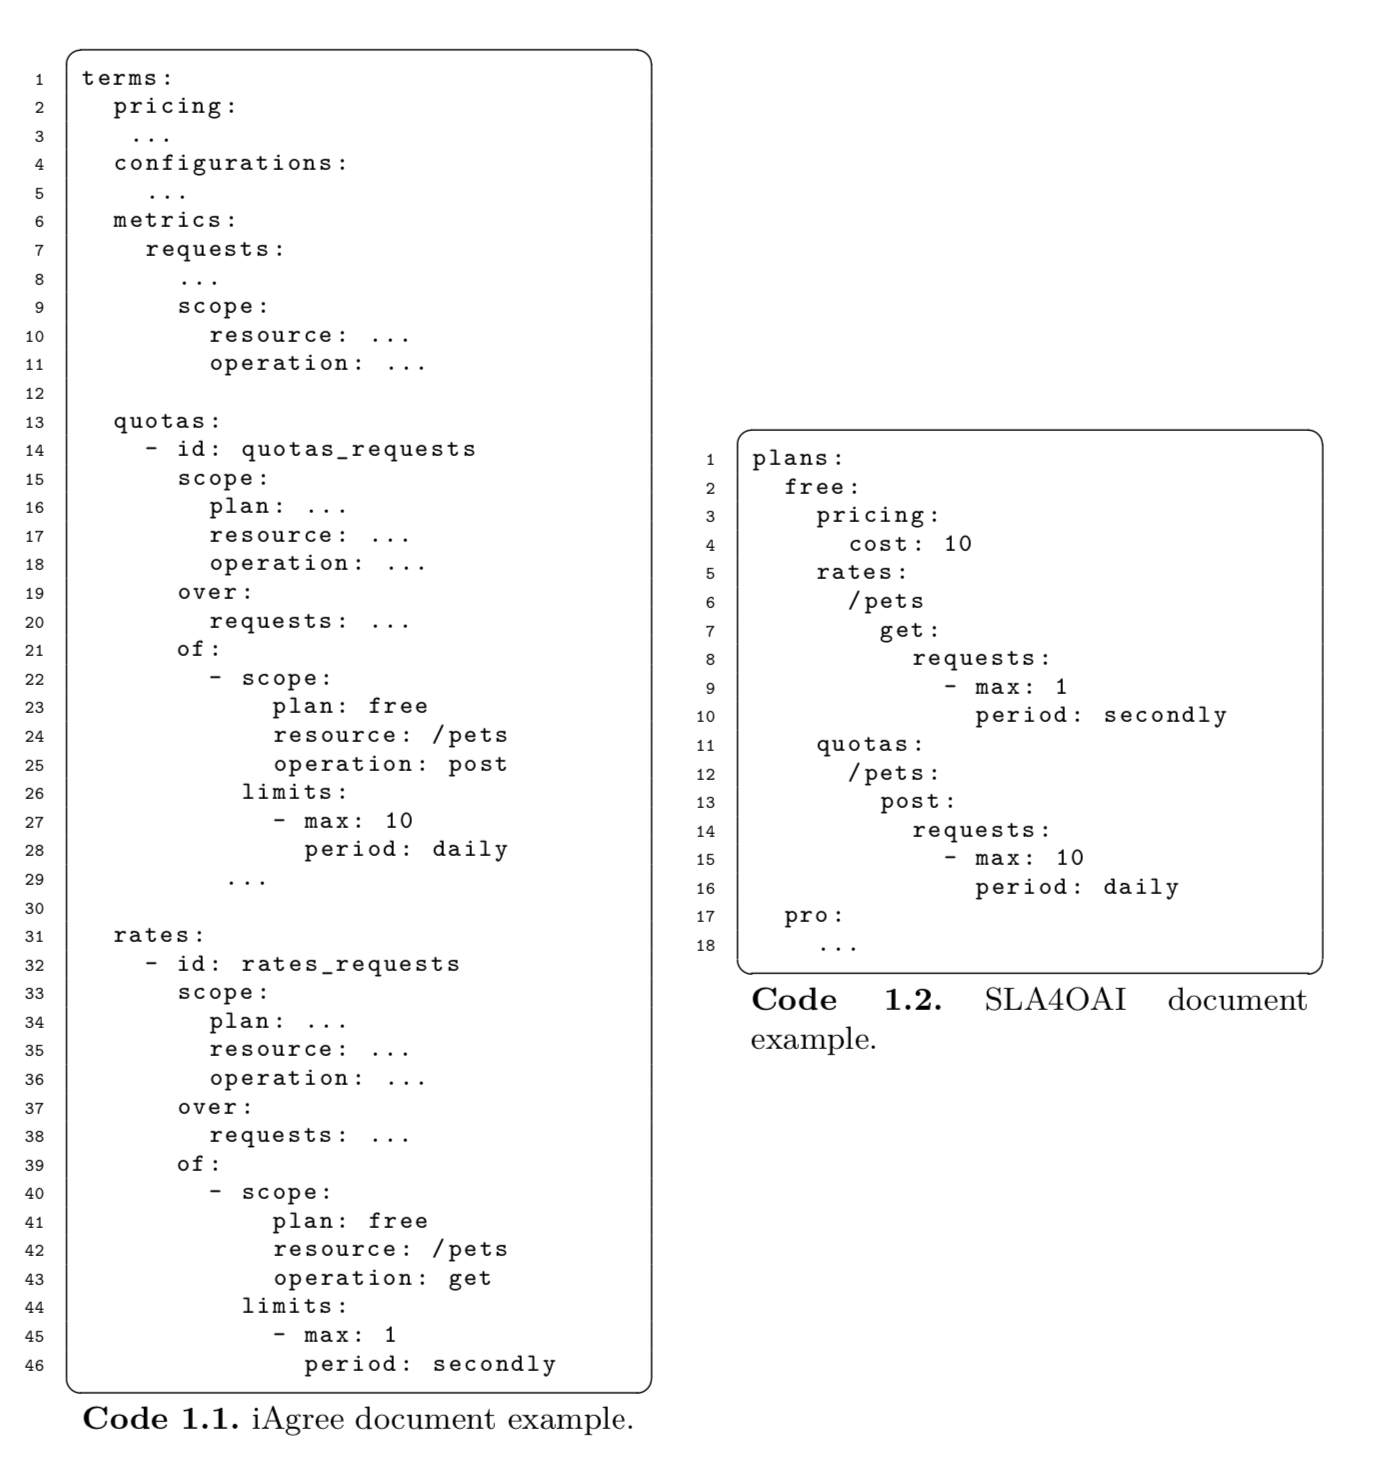 1 terms:
2   pricing:
3    ...
4   configurations:
5     ...
6   metrics:
7     requests:
8       ...
9       scope:
10         resource: ...
11         operation: ...
12
13   quotas:
14     - id: quotas_requests
15       scope:
16         plan: ...
17         resource: ...
18         operation: ...
19       over:
20         requests: ...
21       of:
22         - scope:
23             plan: free
24             resource: /pets
25             operation: post
26           limits:
27             - max: 10
28               period: daily
29          ...
30
31   rates:
32     - id: rates_requests
33       scope:
34         plan: ...
35         resource: ...
36         operation: ...
37       over:
38         requests: ...
39       of:
40         - scope:
41             plan: free
42             resource: /pets
43             operation: get
44           limits:
45             - max: 1
46               period: secondly
Code 1.1. iAgree document example.
1 plans:
2   free:
3     pricing:
4       cost: 10
5     rates:
6       /pets
7         get:
8           requests:
9             - max: 1
10               period: secondly
11     quotas:
12       /pets:
13         post:
14           requests:
15             - max: 10
16               period: daily
17   pro:
18     ...
Code 1.2. SLA4OAI document
example.